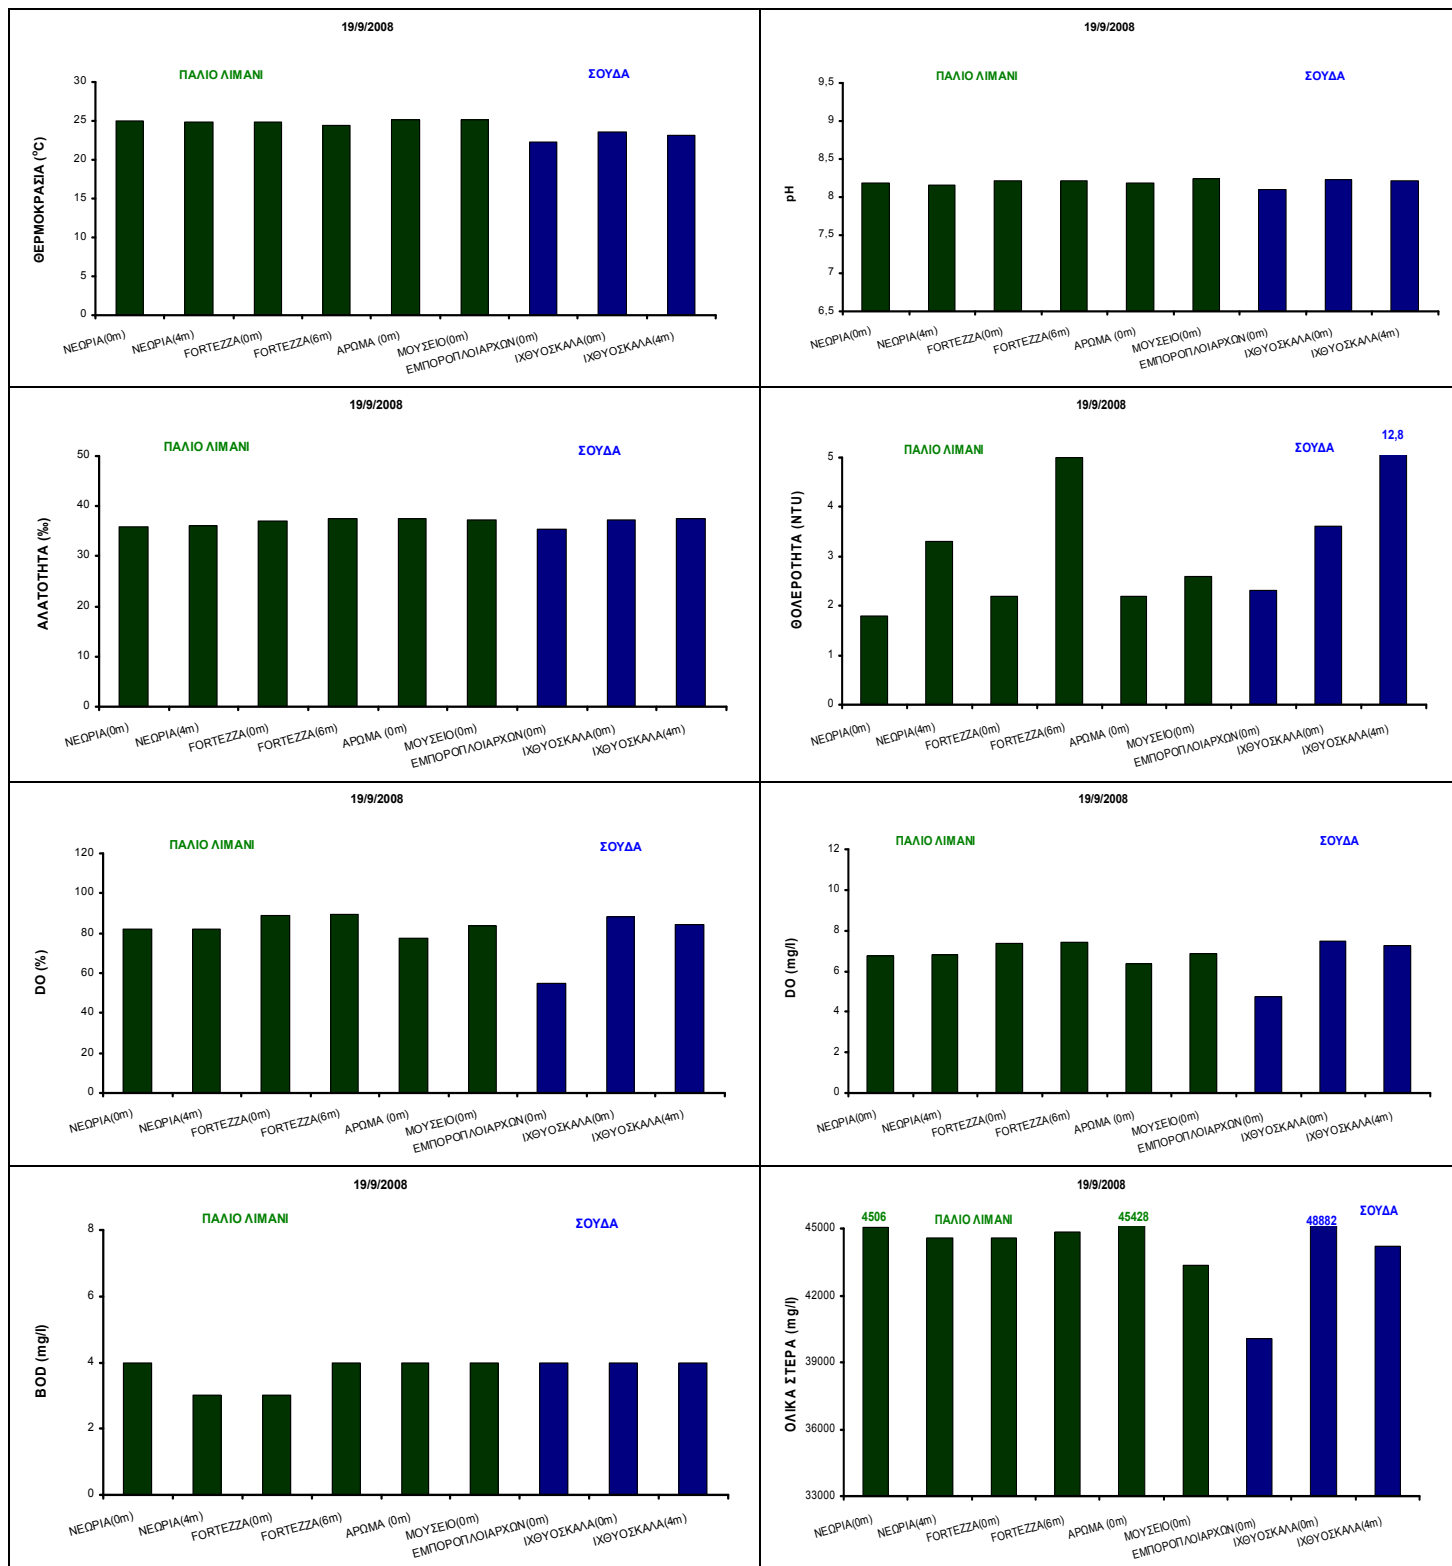 19/9/2008
ΠΑΛΙΟ ΛΙΜΑΝΙ
ΣΟΥΔΑ
ΘΕΡΜΟΚΡΑΣΙΑ (°C)
30
25
20
15
10
5
0
ΝΕΩΡΙΑ(0m)
ΝΕΩΡΙΑ(4m)
FORTEZZA(0m)
FORTEZZA(6m)
ΑΡΩΜΑ (0m)
ΜΟΥΣΕΙΟ(0m)
ΕΜΠΟΡΟΠΛΟΙΑΡΧΩΝ(0m)
ΙΧΘΥΟΣΚΑΛΑ(0m)
ΙΧΘΥΟΣΚΑΛΑ(4m)
19/9/2008
ΠΑΛΙΟ ΛΙΜΑΝΙ
ΣΟΥΔΑ
pH
9,5
9
8,5
8
7,5
7
6,5
ΝΕΩΡΙΑ(0m)
ΝΕΩΡΙΑ(4m)
FORTEZZA(0m)
FORTEZZA(6m)
ΑΡΩΜΑ (0m)
ΜΟΥΣΕΙΟ(0m)
ΕΜΠΟΡΟΠΛΟΙΑΡΧΩΝ(0m)
ΙΧΘΥΟΣΚΑΛΑ(0m)
ΙΧΘΥΟΣΚΑΛΑ(4m)
19/9/2008
ΠΑΛΙΟ ΛΙΜΑΝΙ
ΣΟΥΔΑ
ΑΛΑΤΟΤΗΤΑ (‰)
50
40
30
20
10
0
ΝΕΩΡΙΑ(0m)
ΝΕΩΡΙΑ(4m)
FORTEZZA(0m)
FORTEZZA(6m)
ΑΡΩΜΑ (0m)
ΜΟΥΣΕΙΟ(0m)
ΕΜΠΟΡΟΠΛΟΙΑΡΧΩΝ(0m)
ΙΧΘΥΟΣΚΑΛΑ(0m)
ΙΧΘΥΟΣΚΑΛΑ(4m)
19/9/2008
ΠΑΛΙΟ ΛΙΜΑΝΙ
ΣΟΥΔΑ
12,8
ΘΟΛΕΡΟΤΗΤΑ (NTU)
5
4
3
2
1
0
ΝΕΩΡΙΑ(0m)
ΝΕΩΡΙΑ(4m)
FORTEZZA(0m)
FORTEZZA(6m)
ΑΡΩΜΑ (0m)
ΜΟΥΣΕΙΟ(0m)
ΕΜΠΟΡΟΠΛΟΙΑΡΧΩΝ(0m)
ΙΧΘΥΟΣΚΑΛΑ(0m)
ΙΧΘΥΟΣΚΑΛΑ(4m)
19/9/2008
ΠΑΛΙΟ ΛΙΜΑΝΙ
ΣΟΥΔΑ
DO (%)
120
100
80
60
40
20
0
ΝΕΩΡΙΑ(0m)
ΝΕΩΡΙΑ(4m)
FORTEZZA(0m)
FORTEZZA(6m)
ΑΡΩΜΑ (0m)
ΜΟΥΣΕΙΟ(0m)
ΕΜΠΟΡΟΠΛΟΙΑΡΧΩΝ(0m)
ΙΧΘΥΟΣΚΑΛΑ(0m)
ΙΧΘΥΟΣΚΑΛΑ(4m)
19/9/2008
ΠΑΛΙΟ ΛΙΜΑΝΙ
ΣΟΥΔΑ
DO (mg/l)
12
10
8
6
4
2
0
ΝΕΩΡΙΑ(0m)
ΝΕΩΡΙΑ(4m)
FORTEZZA(0m)
FORTEZZA(6m)
ΑΡΩΜΑ (0m)
ΜΟΥΣΕΙΟ(0m)
ΕΜΠΟΡΟΠΛΟΙΑΡΧΩΝ(0m)
ΙΧΘΥΟΣΚΑΛΑ(0m)
ΙΧΘΥΟΣΚΑΛΑ(4m)
19/9/2008
ΠΑΛΙΟ ΛΙΜΑΝΙ
ΣΟΥΔΑ
BOD (mg/l)
8
6
4
2
0
ΝΕΩΡΙΑ(0m)
ΝΕΩΡΙΑ(4m)
FORTEZZA(0m)
FORTEZZA(6m)
ΑΡΩΜΑ (0m)
ΜΟΥΣΕΙΟ(0m)
ΕΜΠΟΡΟΠΛΟΙΑΡΧΩΝ(0m)
ΙΧΘΥΟΣΚΑΛΑ(0m)
ΙΧΘΥΟΣΚΑΛΑ(4m)
19/9/2008
4506
ΠΑΛΙΟ ΛΙΜΑΝΙ
45428
48882
ΣΟΥΔΑ
ΟΛΙΚΑ ΣΤΕΡΑ (mg/l)
45000
42000
39000
36000
33000
ΝΕΩΡΙΑ(0m)
ΝΕΩΡΙΑ(4m)
FORTEZZA(0m)
FORTEZZA(6m)
ΑΡΩΜΑ (0m)
ΜΟΥΣΕΙΟ(0m)
ΕΜΠΟΡΟΠΛΟΙΑΡΧΩΝ(0m)
ΙΧΘΥΟΣΚΑΛΑ(0m)
ΙΧΘΥΟΣΚΑΛΑ(4m)